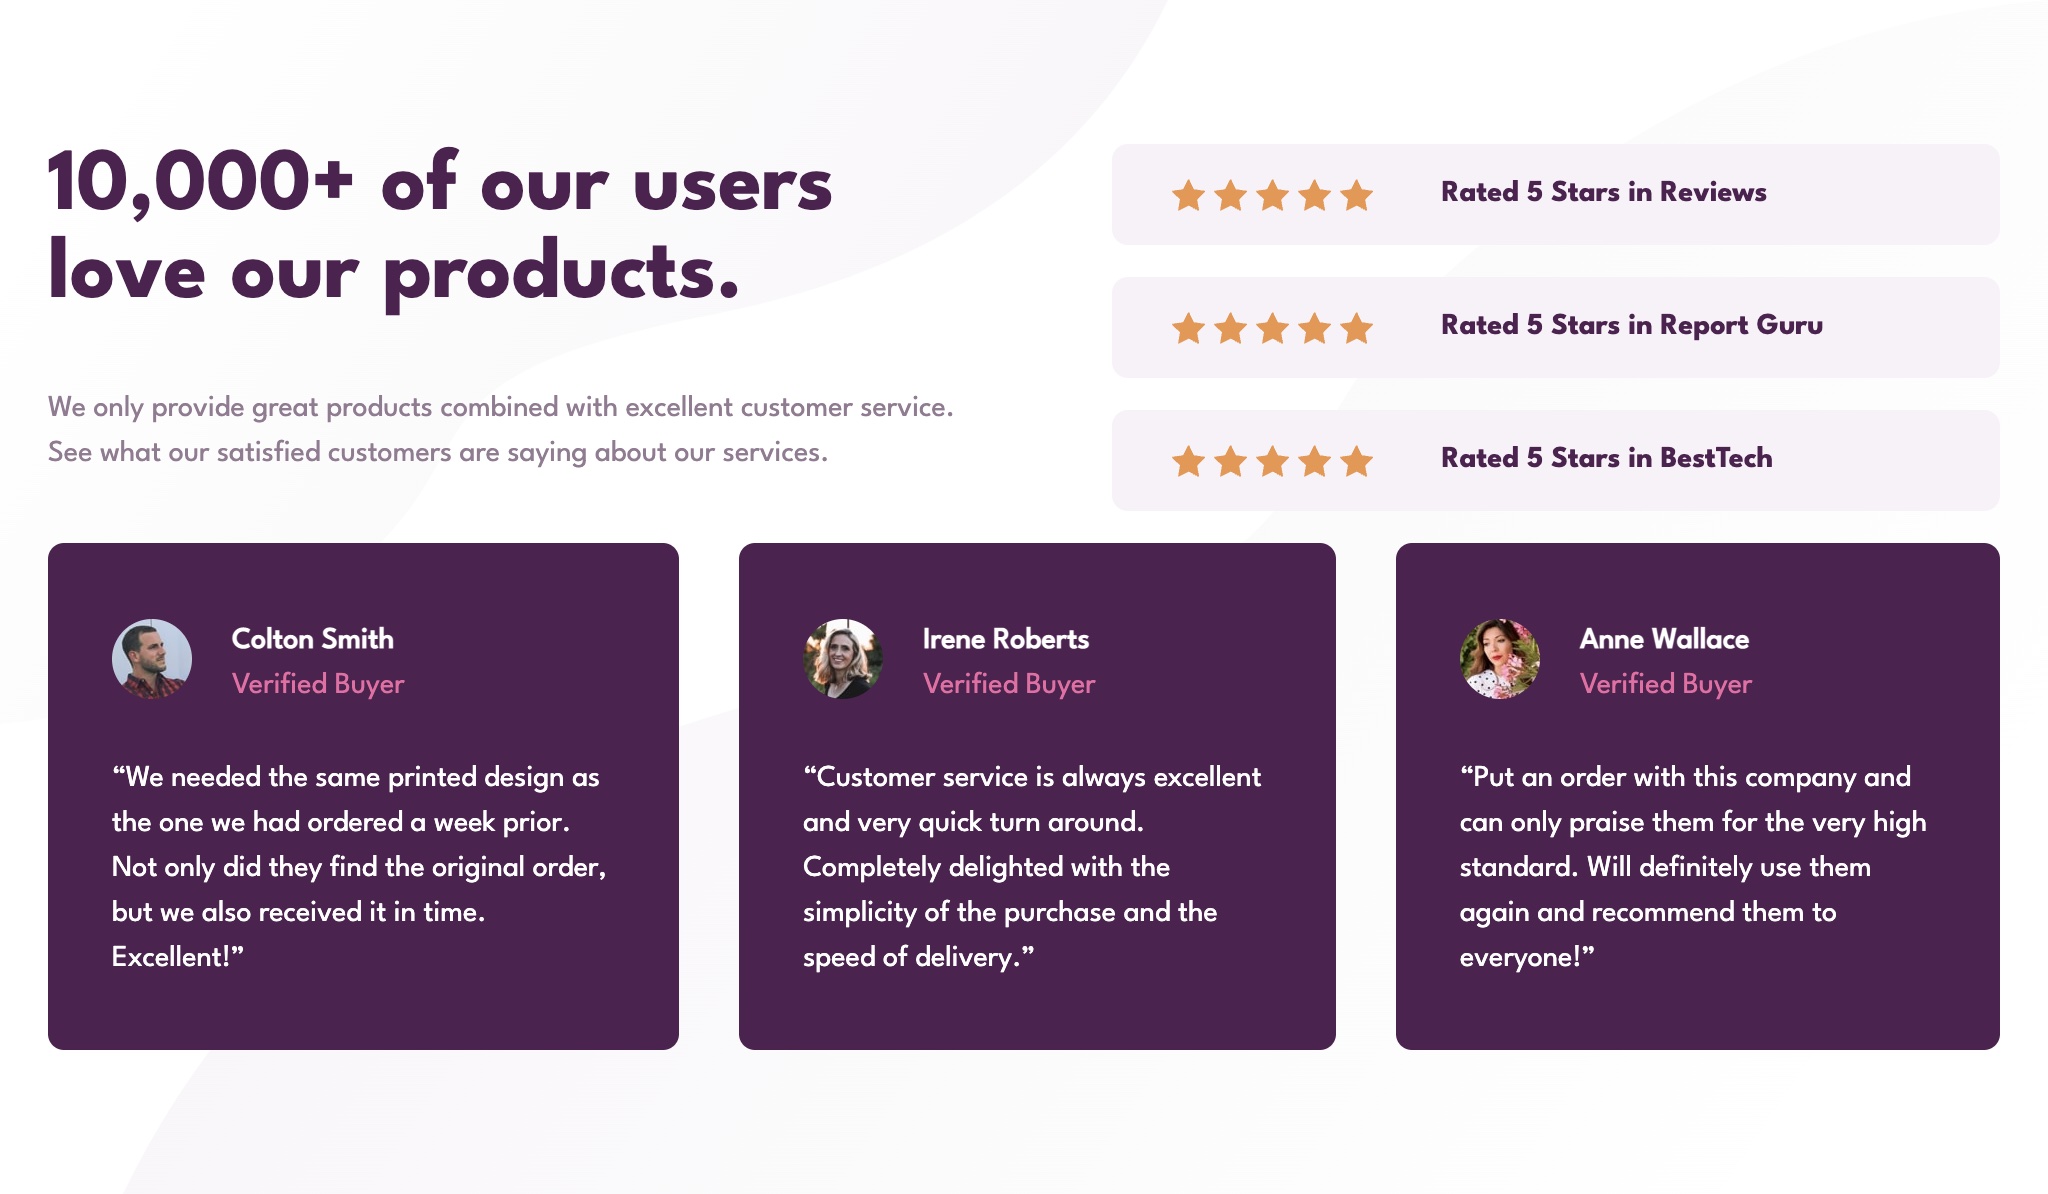 10,000+ of our users
love our products.
We only provide great products combined with excellent customer service.
See what our satisfied customers are saying about our services.
Rated 5 Stars in Reviews
Rated 5 Stars in Report Guru
Rated 5 Stars in BestTech
Colton Smith
Verified Buyer
“We needed the same printed design as
the one we had ordered a week prior.
Not only did they find the original order,
but we also received it in time.
Excellent!”
Irene Roberts
Verified Buyer
“Customer service is always excellent
and very quick turn around.
Completely delighted with the
simplicity of the purchase and the
speed of delivery.”
Anne Wallace
Verified Buyer
“Put an order with this company and
can only praise them for the very high
standard. Will definitely use them
again and recommend them to
everyone!”